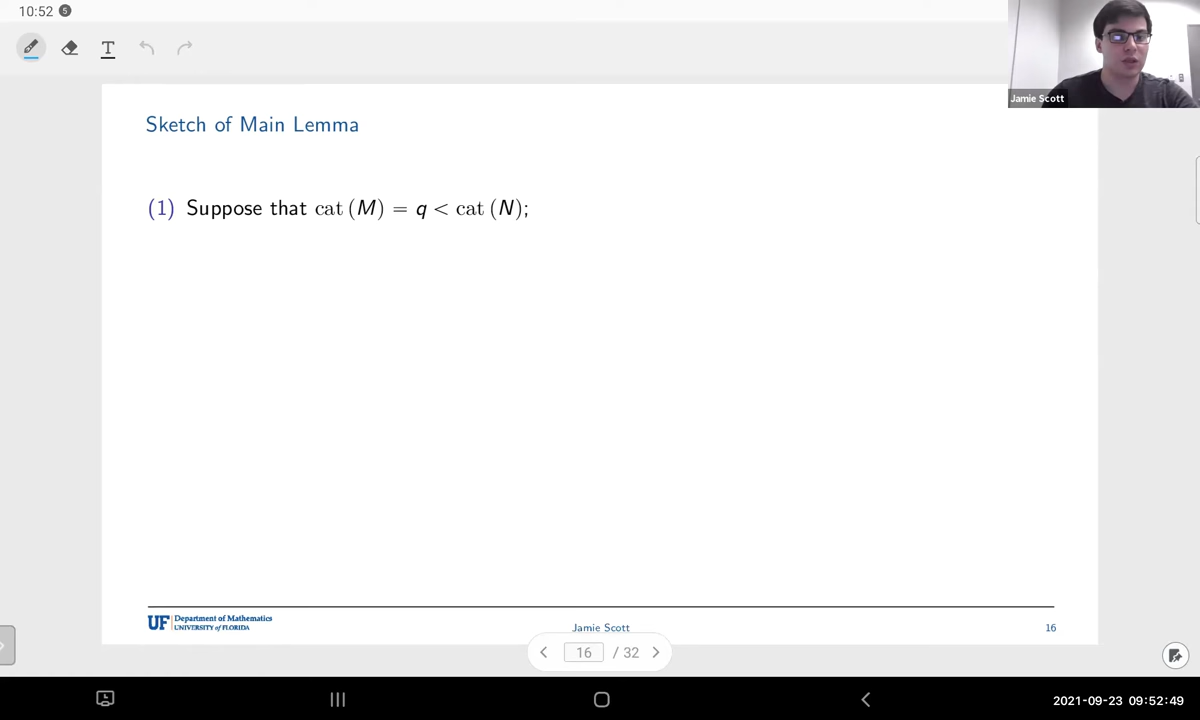 10:52 5
T
Jamie Scott
Sketch of Main Lemma
(1) Suppose that cat (M) = q < cat (N);
UF Department of Mathematics
UNIVERSITY of FLORIDA
Jamie Scott
16
16 / 32
2021-09-23 09:52:49